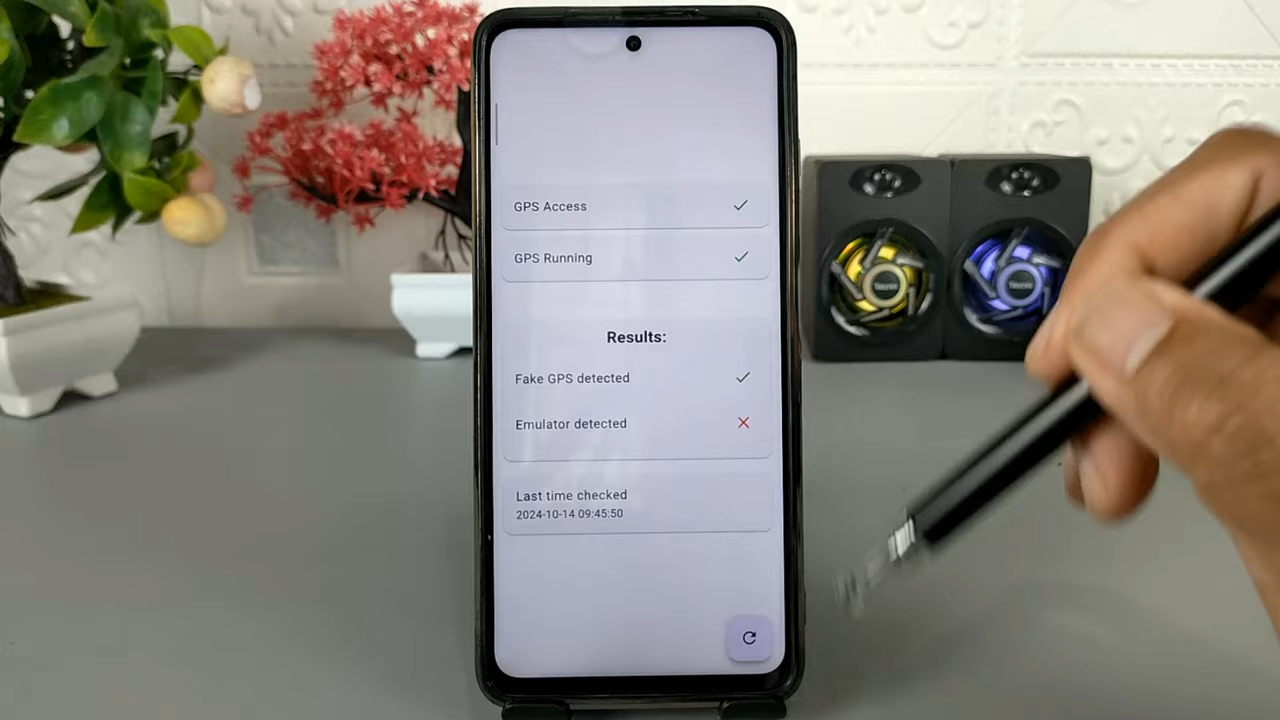 GPS Access
GPS Running
Results:
Fake GPS detected
Emulator detected
Last time checked
2024-10-14 09:45:50